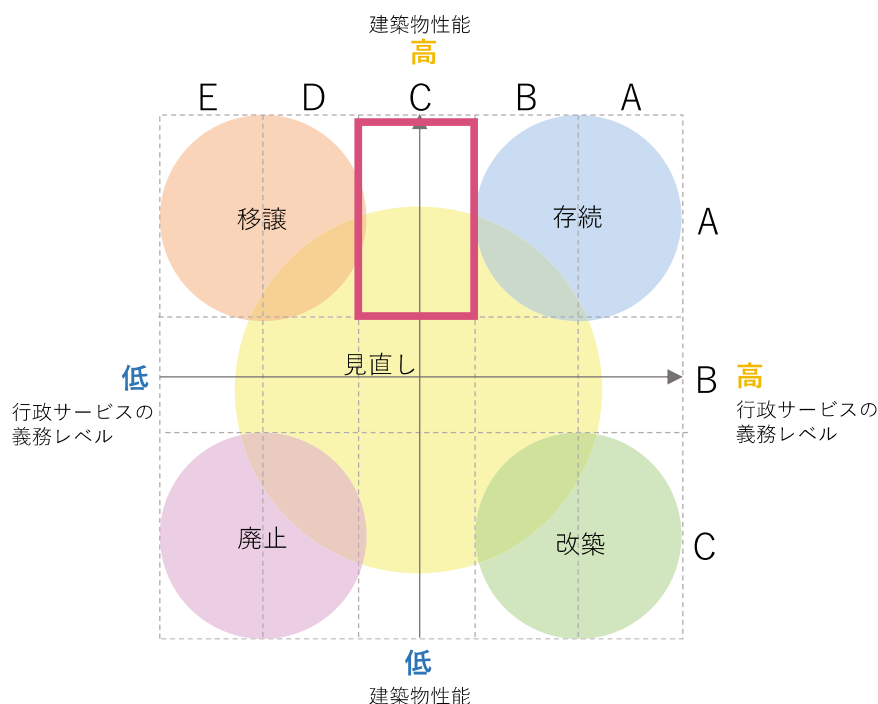 建築物性能
高
E D C B A
移譲
存続
A
見直し
低
B
高
行政サービスの
義務レベル
行政サービスの
義務レベル
廃止
改築
C
低
建築物性能